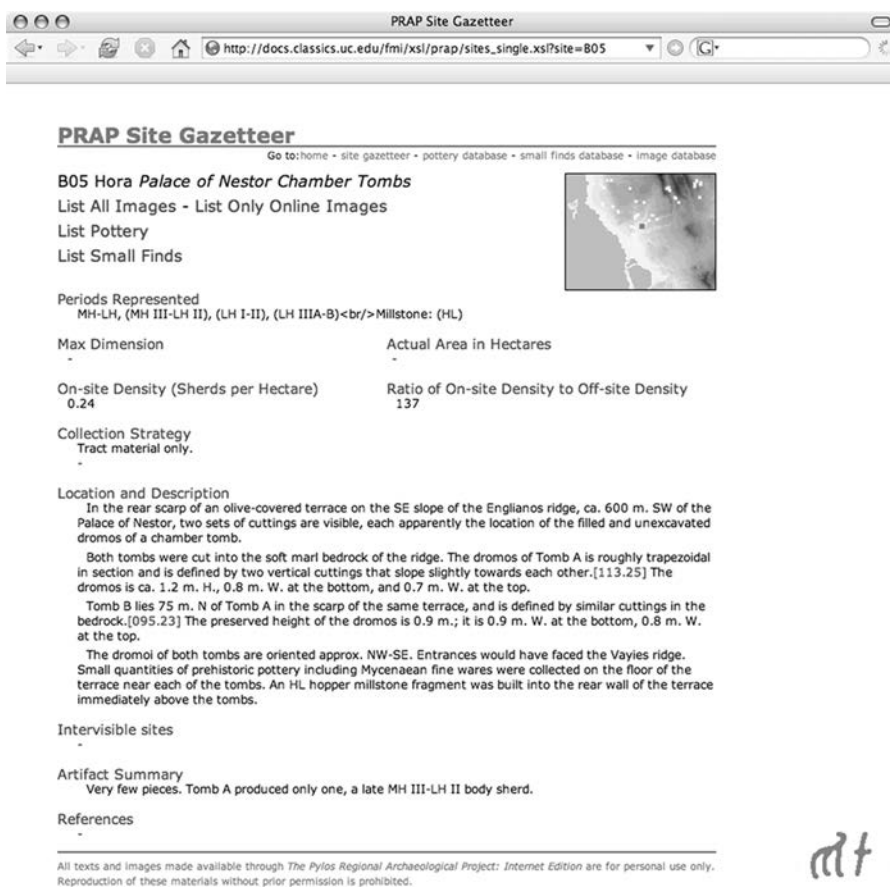 PRAP Site Gazetteer
http://docs.classics.uc.edu/fmi/xsl/prap/sites_single.xsl?site=B05
G
PRAP Site Gazetteer
Go to:home - site gazetteer - pottery database - small finds database - image database
B05 Hora Palace of Nestor Chamber Tombs
List All Images - List Only Online Images
List Pottery
List Small Finds
Periods Represented
MH-LH, (MH III-LH II), (LH I-II), (LH IIIA-B)<br/>Millstone: (HL)
Max Dimension
-
Actual Area in Hectares
-
On-site Density (Sherds per Hectare)
0.24
Ratio of On-site Density to Off-site Density
137
Collection Strategy
Tract material only.
-
Location and Description
In the rear scarp of an olive-covered terrace on the SE slope of the Englianos ridge, ca. 600 m. SW of the
Palace of Nestor, two sets of cuttings are visible, each apparently the location of the filled and unexcavated
dromos of a chamber tomb.
Both tombs were cut into the soft marl bedrock of the ridge. The dromos of Tomb A is roughly trapezoidal
in section and is defined by two vertical cuttings that slope slightly towards each other.[113.25] The
dromos is ca. 1.2 m. H., 0.8 m. W. at the bottom, and 0.7 m. W. at the top.
Tomb B lies 75 m. N of Tomb A in the scarp of the same terrace, and is defined by similar cuttings in the
bedrock.[095.23] The preserved height of the dromos is 0.9 m.; it is 0.9 m. W. at the bottom, 0.8 m. W.
at the top.
The dromoi of both tombs are oriented approx. NW-SE. Entrances would have faced the Vayies ridge.
Small quantities of prehistoric pottery including Mycenaean fine wares were collected on the floor of the
terrace near each of the tombs. An HL hopper millstone fragment was built into the rear wall of the terrace
immediately above the tombs.
Intervisible sites
-
Artifact Summary
Very few pieces. Tomb A produced only one, a late MH III-LH II body sherd.
References
-
All texts and images made available through The Pylos Regional Archaeological Project: Internet Edition are for personal use only.
Reproduction of these materials without prior permission is prohibited.